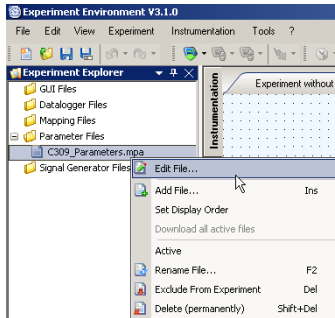 Experiment Environment V3.1.0
File Edit View Experiment Instrumentation Tools ?
Experiment Explorer
GUI Files
Datalogger Files
Mapping Files
Parameter Files
C309_Parameters.mpa
Signal Generator Files
Instrumentation
Experiment without
Edit File...
Add File... Ins
Set Display Order
Download all active files
Active
Rename File... F2
Exclude From Experiment Del
Delete (permanently) Shift+Del